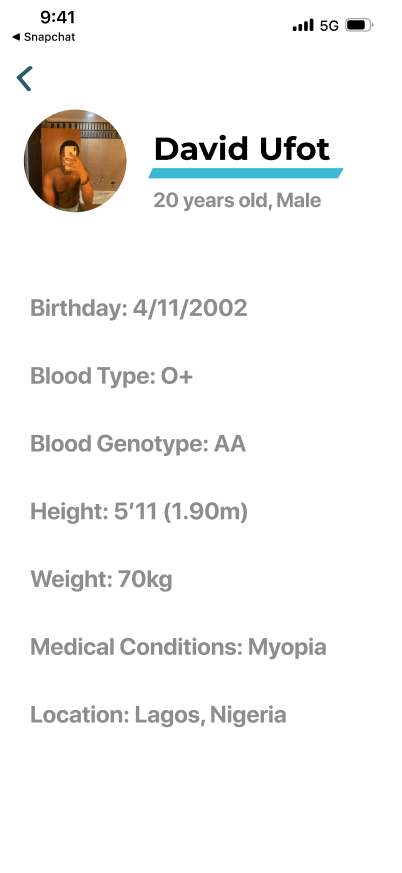 9:41
5G
◀ Snapchat
David Ufot
20 years old, Male
Birthday: 4/11/2002
Blood Type: O+
Blood Genotype: AA
Height: 5'11 (1.90m)
Weight: 70kg
Medical Conditions: Myopia
Location: Lagos, Nigeria